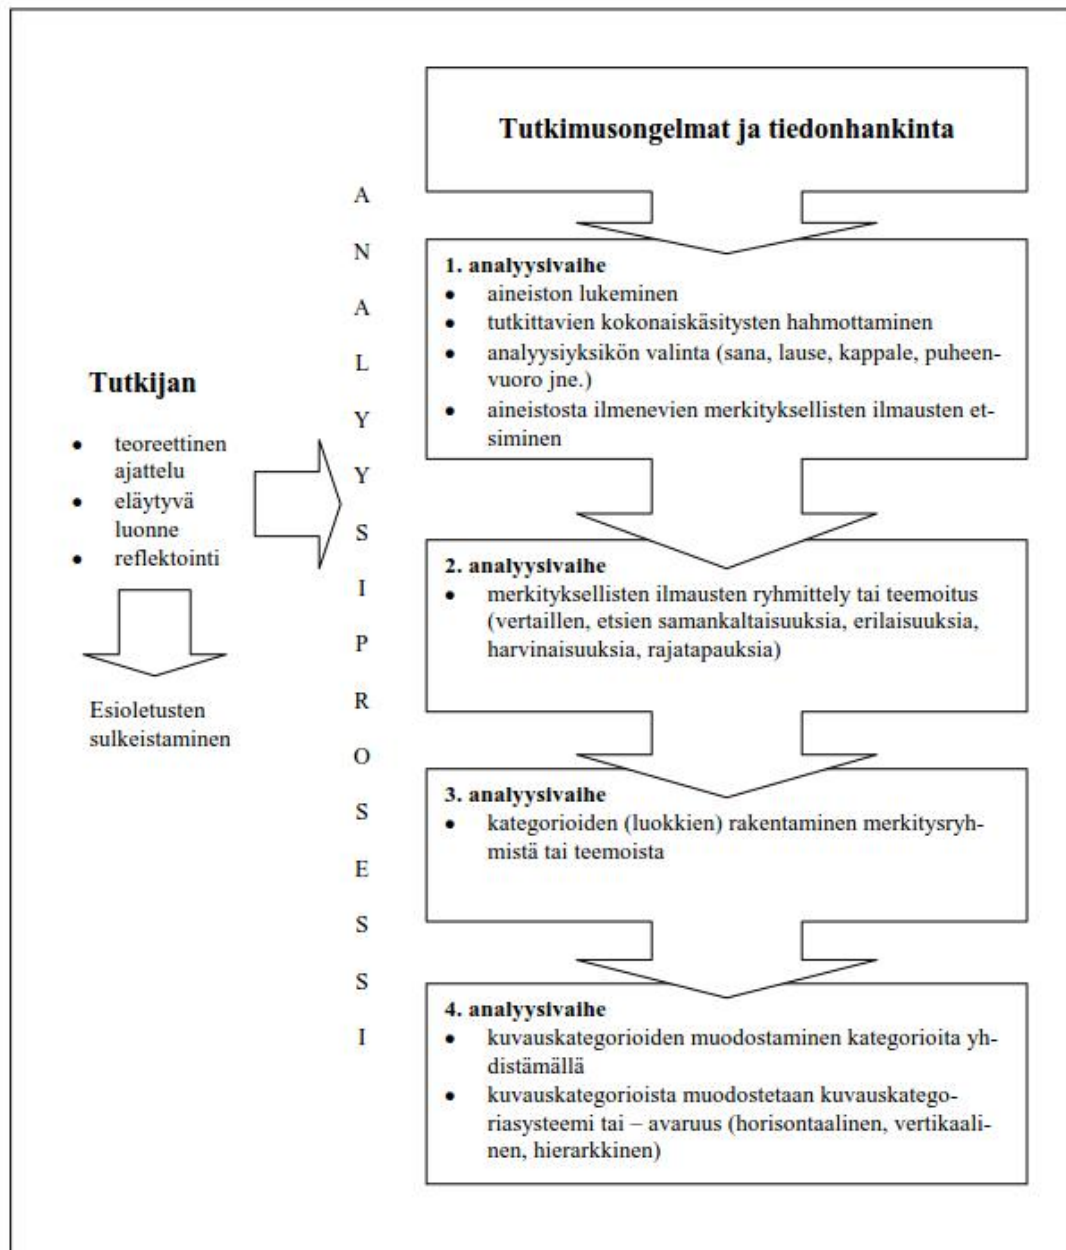 Tutkimusongelmat ja tiedonhankinta
A
N
A
L
Y
Y
S
I
P
R
O
S
E
S
S
I
Tutkijan
● teoreettinen
ajattelu
● eläytyvä
luonne
● reflektointi
Esioletusten
sulkeistaminen
1. analyysivaihe
● aineiston lukeminen
● tutkittavien kokonaiskäsitysten hahmottaminen
● analyysiyksikön valinta (sana, lause, kappale, puheen-
vuoro jne.)
● aineistosta ilmenevien merkityksellisten ilmausten et-
siminen
2. analyysivaihe
● merkityksellisten ilmausten ryhmittely tai teemoitus
(vertaillen, etsien samankaltaisuuksia, erilaisuuksia,
harvinaisuuksia, rajatapauksia)
3. analyysivaihe
● kategorioiden (luokkien) rakentaminen merkitysryh-
mistä tai teemoista
4. analyysivaihe
● kuvauskategorioiden muodostaminen kategorioita yh-
distämällä
● kuvauskategorioista muodostetaan kuvauskatego-
riasysteemi tai – avaruus (horisontaalinen, vertikaali-
nen, hierarkkinen)